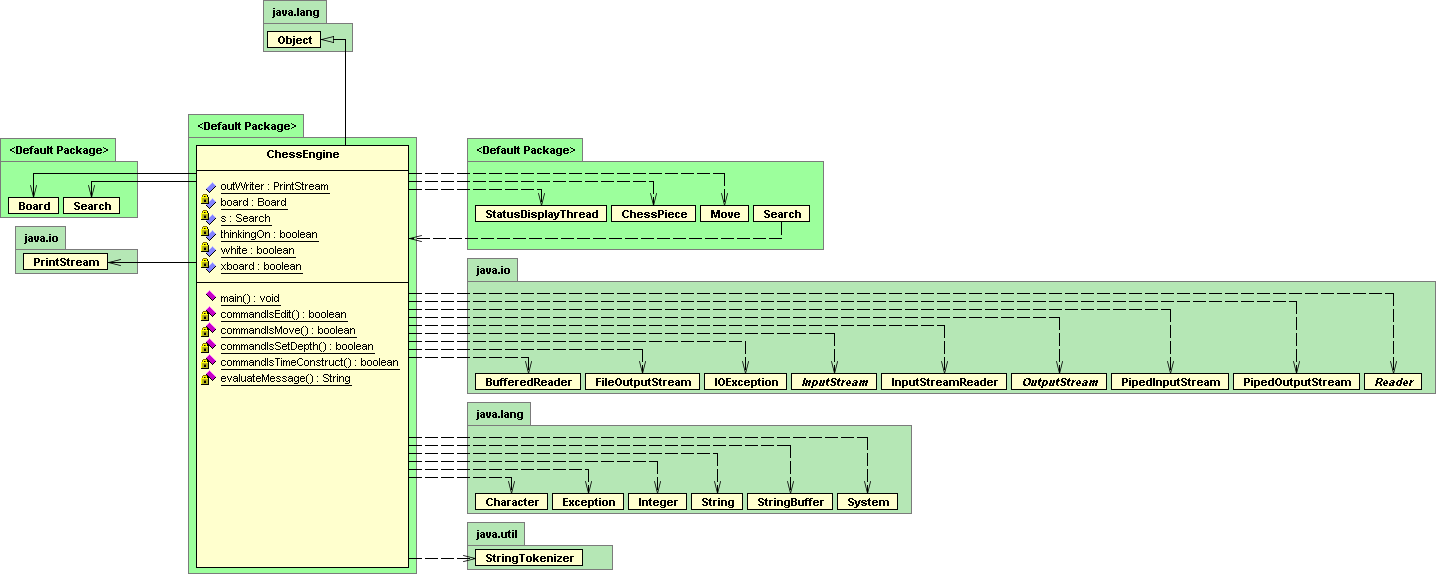 java.lang
Object
<Default Package>
Board
Search
java.io
PrintStream
<Default Package>
ChessEngine
outWriter : PrintStream
board : Board
s : Search
thinkingOn : boolean
white : boolean
xboard : boolean
main() : void
commandIsEdit() : boolean
commandIsMove() : boolean
commandIsSetDepth() : boolean
commandIsTimeConstruct() : boolean
evaluateMessage() : String
<Default Package>
StatusDisplayThread ChessPiece Move Search
java.io
BufferedReader FileOutputStream IOException InputStream InputStreamReader OutputStream PipedInputStream PipedOutputStream Reader
java.lang
Character Exception Integer String StringBuffer System
java.util
StringTokenizer